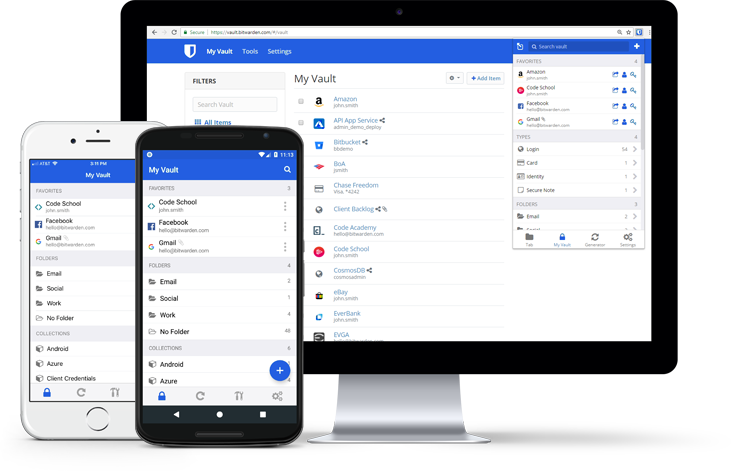 Secure | https://vault.bitwarden.com/#/vault
My Vault Tools Settings
FILTERS
Search Vault
All Items
My Vault
Add Item
Amazon
john.smith
API App Service
admin_demo_deploy
Bitbucket
bbdemo
BoA
jsmith
Chase Freedom
Visa, *4242
Client Backlog
Code Academy
john.smith
Code School
john.smith
CosmosDB
cosmosadmin
eBay
john.smith
EverBank
john.smith
EVGA
Search vault
FAVORITES 4
Amazon
john.smith
Code School
john.smith
Facebook
hello@bitwarden.com
Gmail
hello@bitwarden.com
TYPES 4
Login 54
Card 1
Identity 1
Secure Note 1
FOLDERS 3
Email 2
Social
Tab My Vault Generator Settings
AT&T 3:11 PM
My Vault
FAVORITES
Code School
john.smith
Facebook
hello@bitwarden.com
Gmail
hello@bitwarden.com
FOLDERS
Email
Social
Work
No Folder
COLLECTIONS
Android
Azure
Client Credentials
11:13
My Vault
FAVORITES 3
Code School
john.smith
Facebook
hello@bitwarden.com
Gmail
hello@bitwarden.com
FOLDERS 4
Email 2
Social 1
Work 4
No Folder 48
COLLECTIONS 6
Android 1
Azure